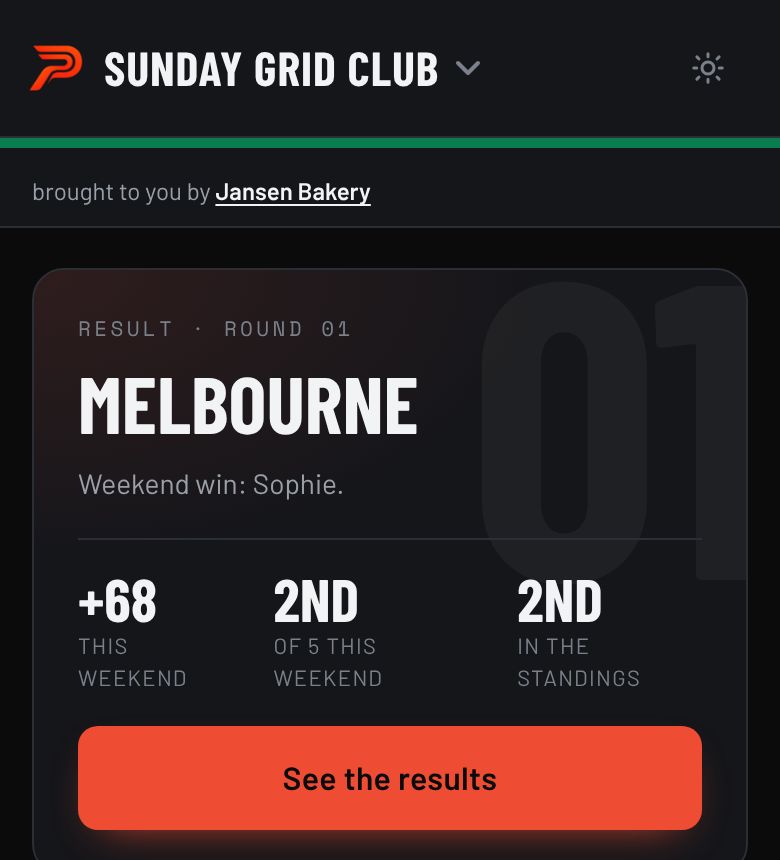 SUNDAY GRID CLUB
brought to you by Jansen Bakery
RESULT · ROUND 01
01
MELBOURNE
Weekend win: Sophie.
+68 2ND 2ND
THIS OF 5 THIS IN THE
WEEKEND WEEKEND STANDINGS
See the results